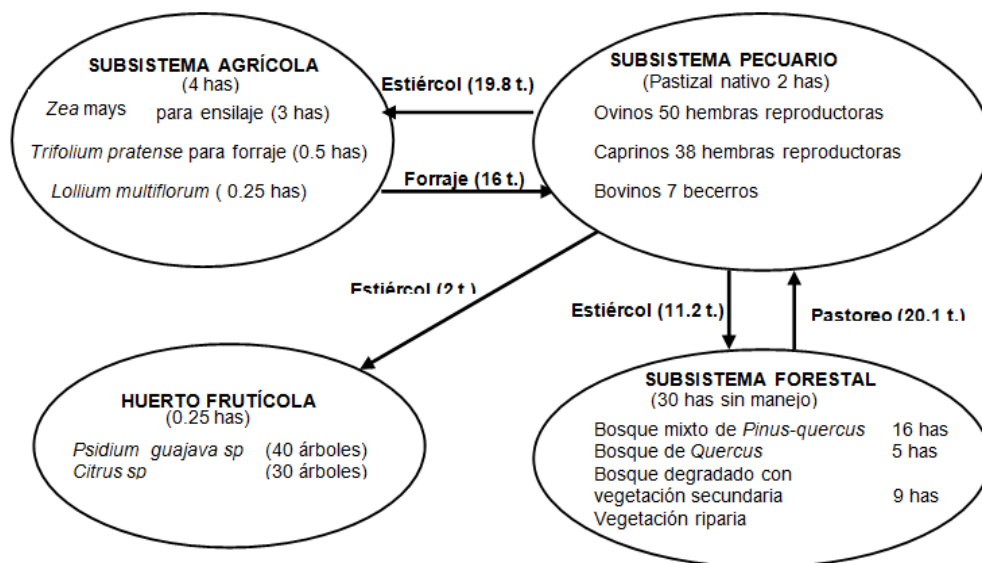 SUBSISTEMA AGRÍCOLA
(4 has)
Zea mays para ensilaje (3 has)
Trifolium pratense para forraje (0.5 has)
Lollium multiflorum ( 0.25 has)
Estiércol (19.8 t.)
Forraje (16 t.)
SUBSISTEMA PECUARIO
(Pastizal nativo 2 has)
Ovinos 50 hembras reproductoras
Caprinos 38 hembras reproductoras
Bovinos 7 becerros
Estiércol (2 t.)
Estiércol (11.2 t.)
Pastoreo (20.1 t.)
HUERTO FRUTÍCOLA
(0.25 has)
Psidium guajava sp (40 árboles)
Citrus sp (30 árboles)
SUBSISTEMA FORESTAL
(30 has sin manejo)
Bosque mixto de Pinus-quercus 16 has
Bosque de Quercus 5 has
Bosque degradado con
vegetación secundaria 9 has
Vegetación riparia